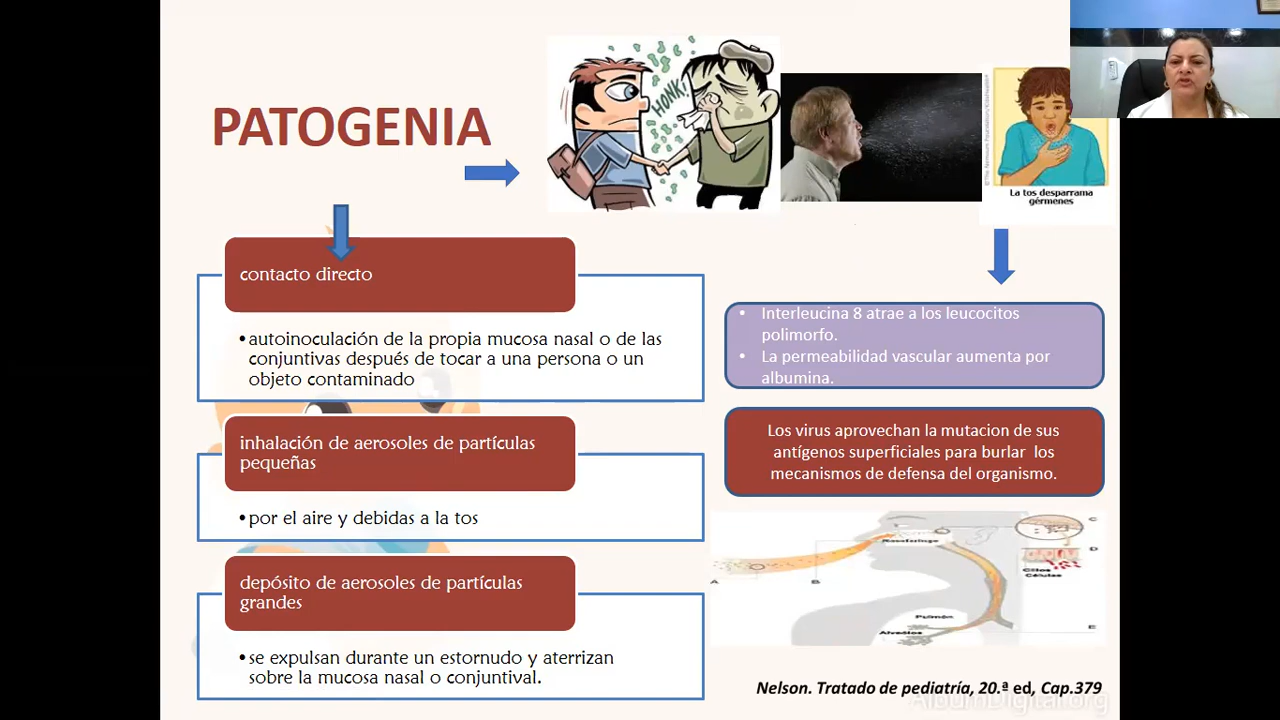 PATOGENIA
HONK!
La tos desparrama
gérmenes
contacto directo
•autoinoculación de la propia mucosa nasal o de las
conjuntivas después de tocar a una persona o un
objeto contaminado
inhalación de aerosoles de partículas
pequeñas
•por el aire y debidas a la tos
depósito de aerosoles de partículas
grandes
•se expulsan durante un estornudo y aterrizan
sobre la mucosa nasal o conjuntival.
• Interleucina 8 atrae a los leucocitos
polimorfo.
• La permeabilidad vascular aumenta por
albumina.
Los virus aprovechan la mutacion de sus
antígenos superficiales para burlar los
mecanismos de defensa del organismo.
Nasofaringe
C
D
Cilios
Células
A
B
Pulmón
E
Alvéolos
Nelson. Tratado de pediatría, 20.ª ed, Cap.379
AlbumDigital.org